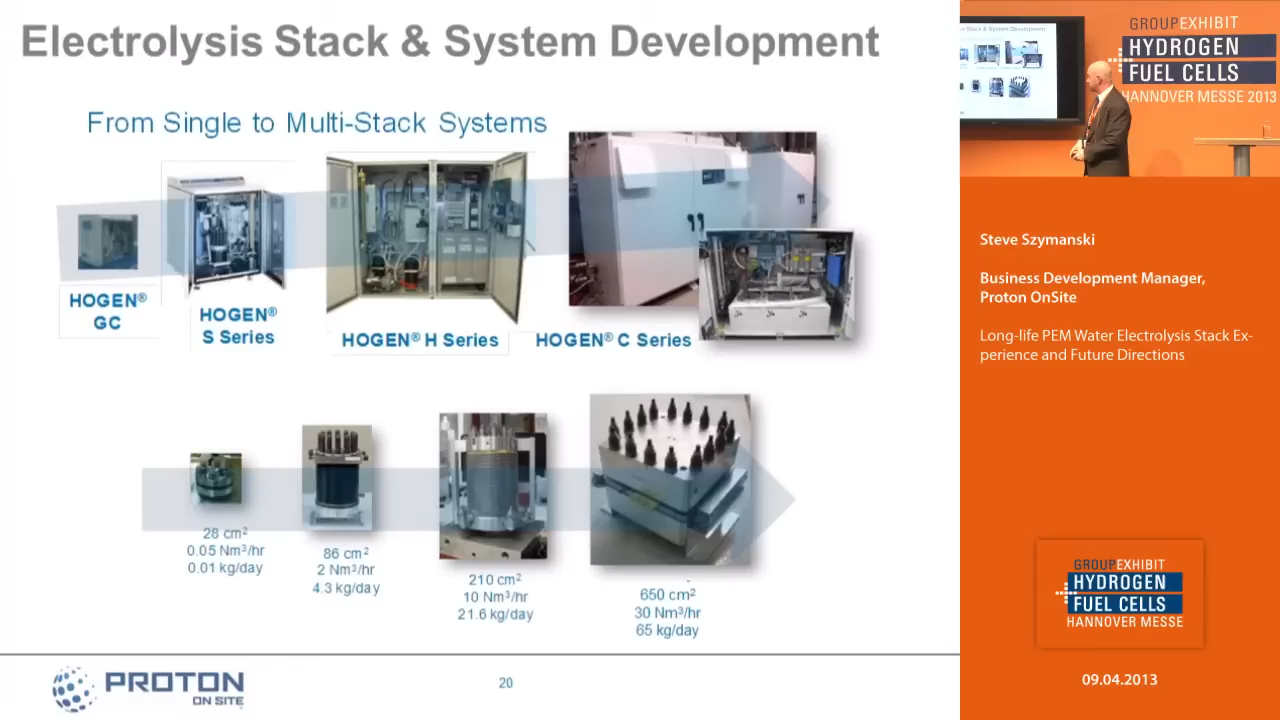 Electrolysis Stack & System Development
From Single to Multi-Stack Systems
HOGEN®
GC
HOGEN®
S Series
HOGEN® H Series
HOGEN® C Series
28 cm²
0.05 Nm³/hr
0.01 kg/day
86 cm²
2 Nm³/hr
4.3 kg/day
210 cm²
10 Nm³/hr
21.6 kg/day
650 cm²
30 Nm³/hr
65 kg/day
PROTON
ON SITE
20
GROUPEXHIBIT
HYDROGEN
FUEL CELLS
HANNOVER MESSE 2013
Steve Szymanski
Business Development Manager,
Proton OnSite
Long-life PEM Water Electrolysis Stack Ex-
perience and Future Directions
GROUPEXHIBIT
HYDROGEN
FUEL CELLS
HANNOVER MESSE
09.04.2013